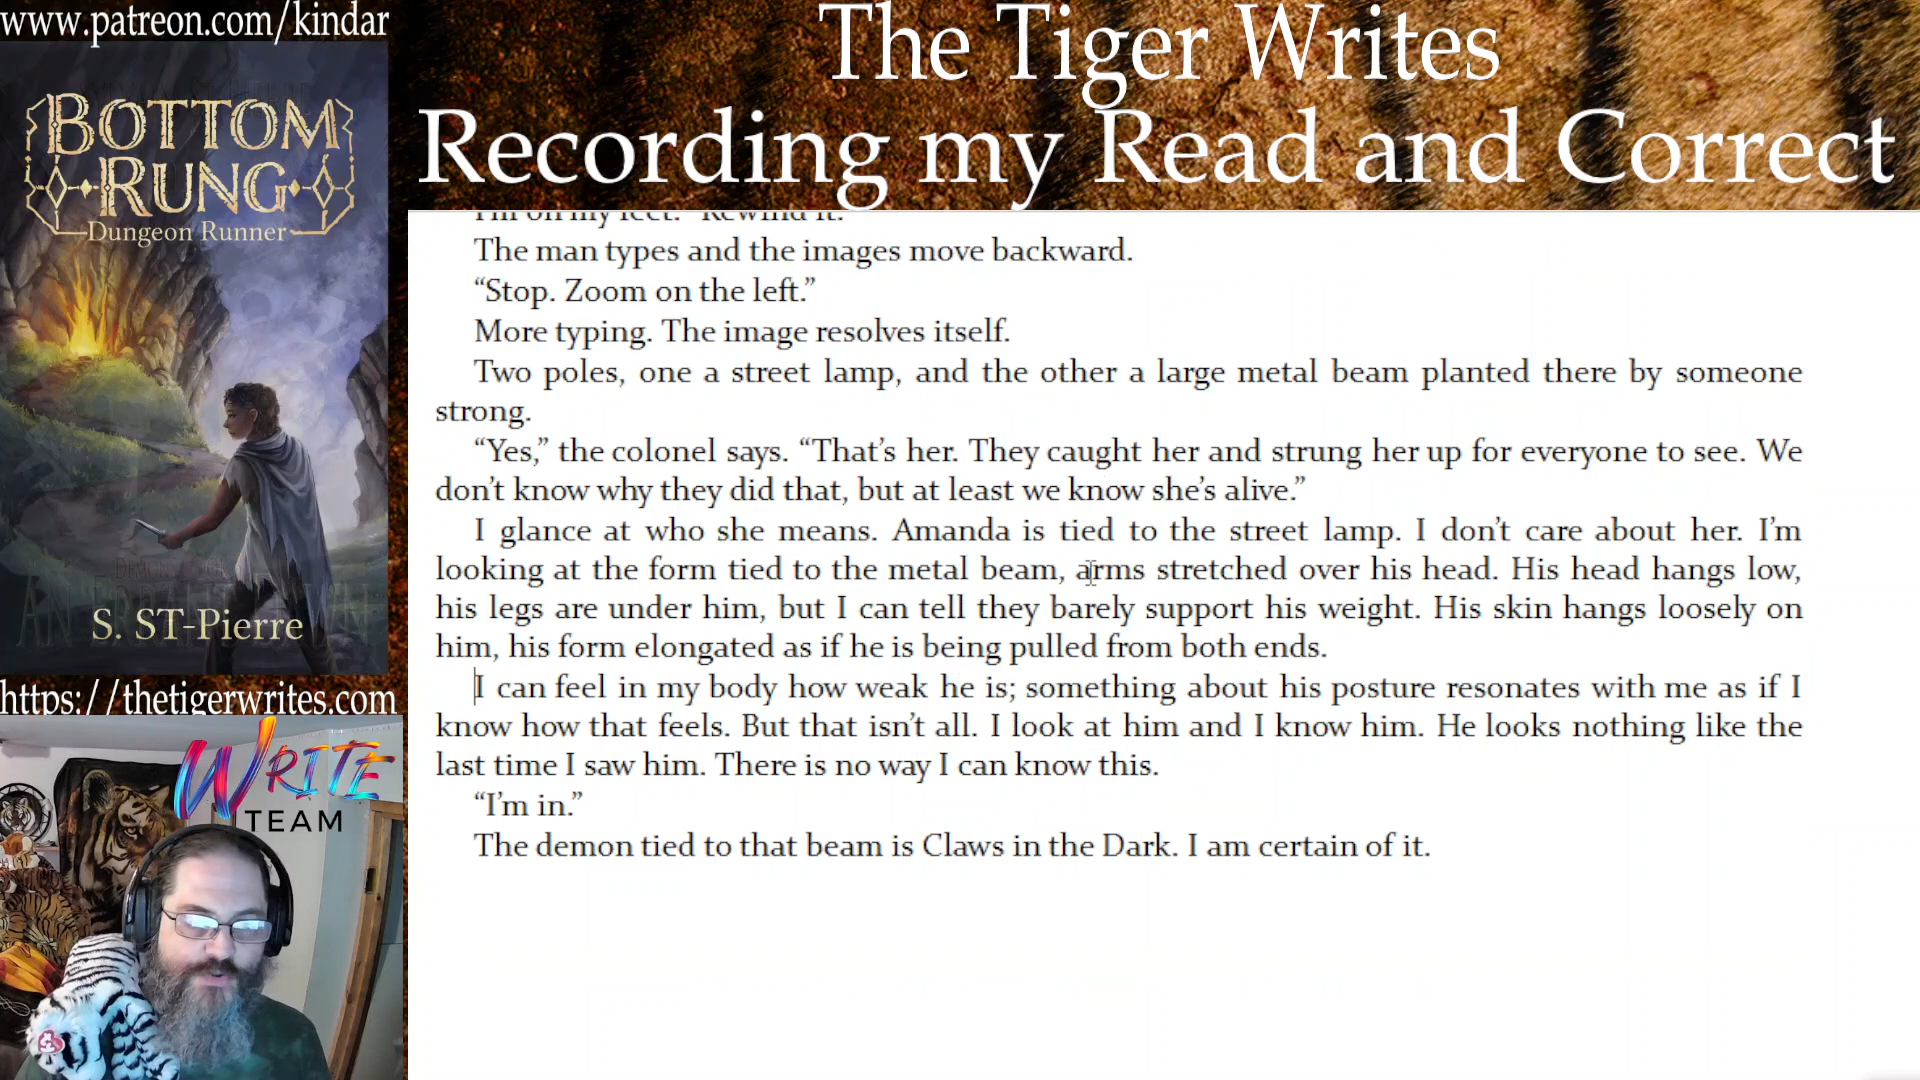 www.patreon.com/kindar
The Tiger Writes
Recording my Read and Correct
BOTTOM
RUNG
Dungeon Runner
S. ST-Pierre
https://thetigerwrites.com
WRITE
TEAM
I'm on my feet. “Rewind it.”
The man types and the images move backward.
“Stop. Zoom on the left.”
More typing. The image resolves itself.
Two poles, one a street lamp, and the other a large metal beam planted there by someone
strong.
“Yes,” the colonel says. “That’s her. They caught her and strung her up for everyone to see. We
don’t know why they did that, but at least we know she’s alive.”
I glance at who she means. Amanda is tied to the street lamp. I don’t care about her. I’m
looking at the form tied to the metal beam, arms stretched over his head. His head hangs low,
his legs are under him, but I can tell they barely support his weight. His skin hangs loosely on
him, his form elongated as if he is being pulled from both ends.
I can feel in my body how weak he is; something about his posture resonates with me as if I
know how that feels. But that isn’t all. I look at him and I know him. He looks nothing like the
last time I saw him. There is no way I can know this.
“I’m in.”
The demon tied to that beam is Claws in the Dark. I am certain of it.